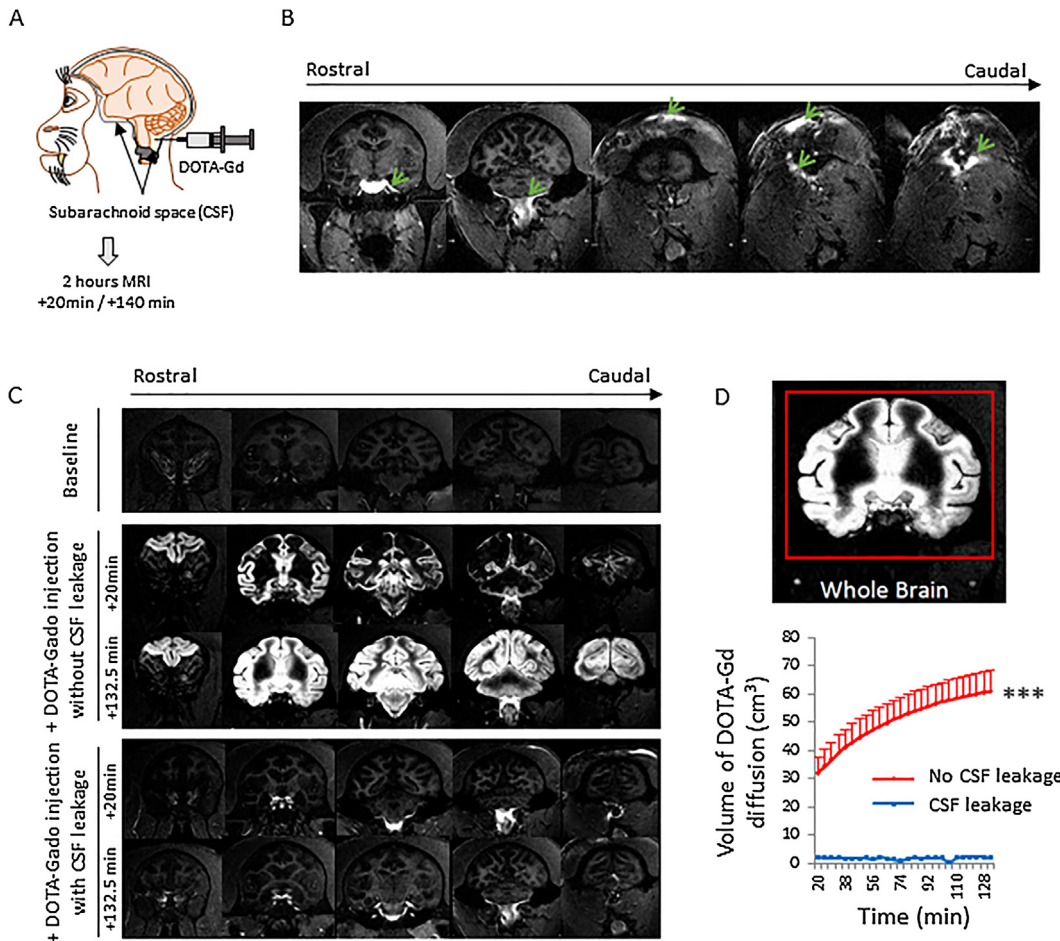 A
DOTA-Gd
Subarachnoid space (CSF)
2 hours MRI
+20min / +140 min
B
Rostral
Caudal
C
Rostral
Caudal
Baseline
+ DOTA-Gado injection
without CSF leakage
+20min
+132.5 min
+ DOTA-Gado injection
with CSF leakage
+20min
+132.5 min
D
Whole Brain
Volume of DOTA-Gd
diffusion (cm³)
80
70
60
50
40
30
20
10
0
20 38 56 74 92 110 128
Time (min)
***
No CSF leakage
CSF leakage